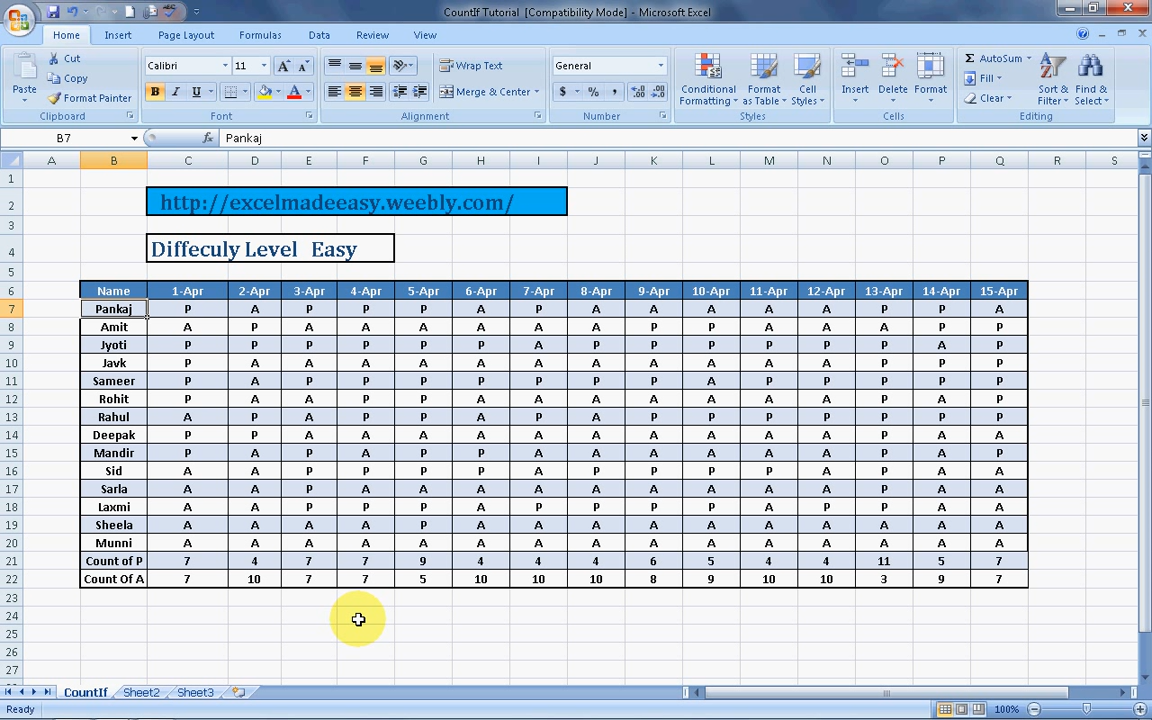 CountIf Tutorial [Compatibility Mode] - Microsoft Excel
Home Insert Page Layout Formulas Data Review View
Paste Cut Copy Format Painter Clipboard
Calibri 11 B I U Font
Wrap Text Merge & Center Alignment
General $ % , Number
Conditional Formatting Format as Table Cell Styles Styles
Insert Delete Format Cells
AutoSum Fill Clear Sort & Filter Find & Select Editing
B7 fx Pankaj
A B C D E F G H I J K L M N O P Q R S
1
2 http://excelmadeeasy.weebly.com/
3
4 Diffeculy Level Easy
5
6 Name 1-Apr 2-Apr 3-Apr 4-Apr 5-Apr 6-Apr 7-Apr 8-Apr 9-Apr 10-Apr 11-Apr 12-Apr 13-Apr 14-Apr 15-Apr
7 Pankaj P A P P P A P A A A A A P P A
8 Amit A P A A A A A A P P A A A P P
9 Jyoti P P P P P P A P P P P P P A P
10 Javk P A A A P A A A A A A A P P P
11 Sameer P A P P P P P P P A P P P P P
12 Rohit P A A A P A A A A A A A P A P
13 Rahul A P A P P A P A P P P P P P P
14 Deepak P P A A A A A A A A A A P A A
15 Mandir P A P A P P A A A A A A P A P
16 Sid A A P P P P A P P P P A P A A
17 Sarla A A P A A A A A A A A A P A A
18 Laxmi A A P P P A P P P P A P P A A
19 Sheela A A A A P A A A A A A A A A A
20 Munni A A A A A A A A A A A A A A A
21 Count of P 7 4 7 7 9 4 4 4 6 5 4 4 11 5 7
22 Count Of A 7 10 7 7 5 10 10 10 8 9 10 10 3 9 7
23
24
25
26
27
CountIf Sheet2 Sheet3
Ready 100%